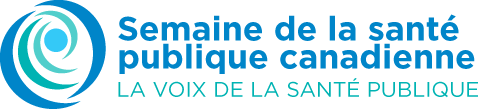 Semaine de la santé
publique canadienne
LA VOIX DE LA SANTÉ PUBLIQUE